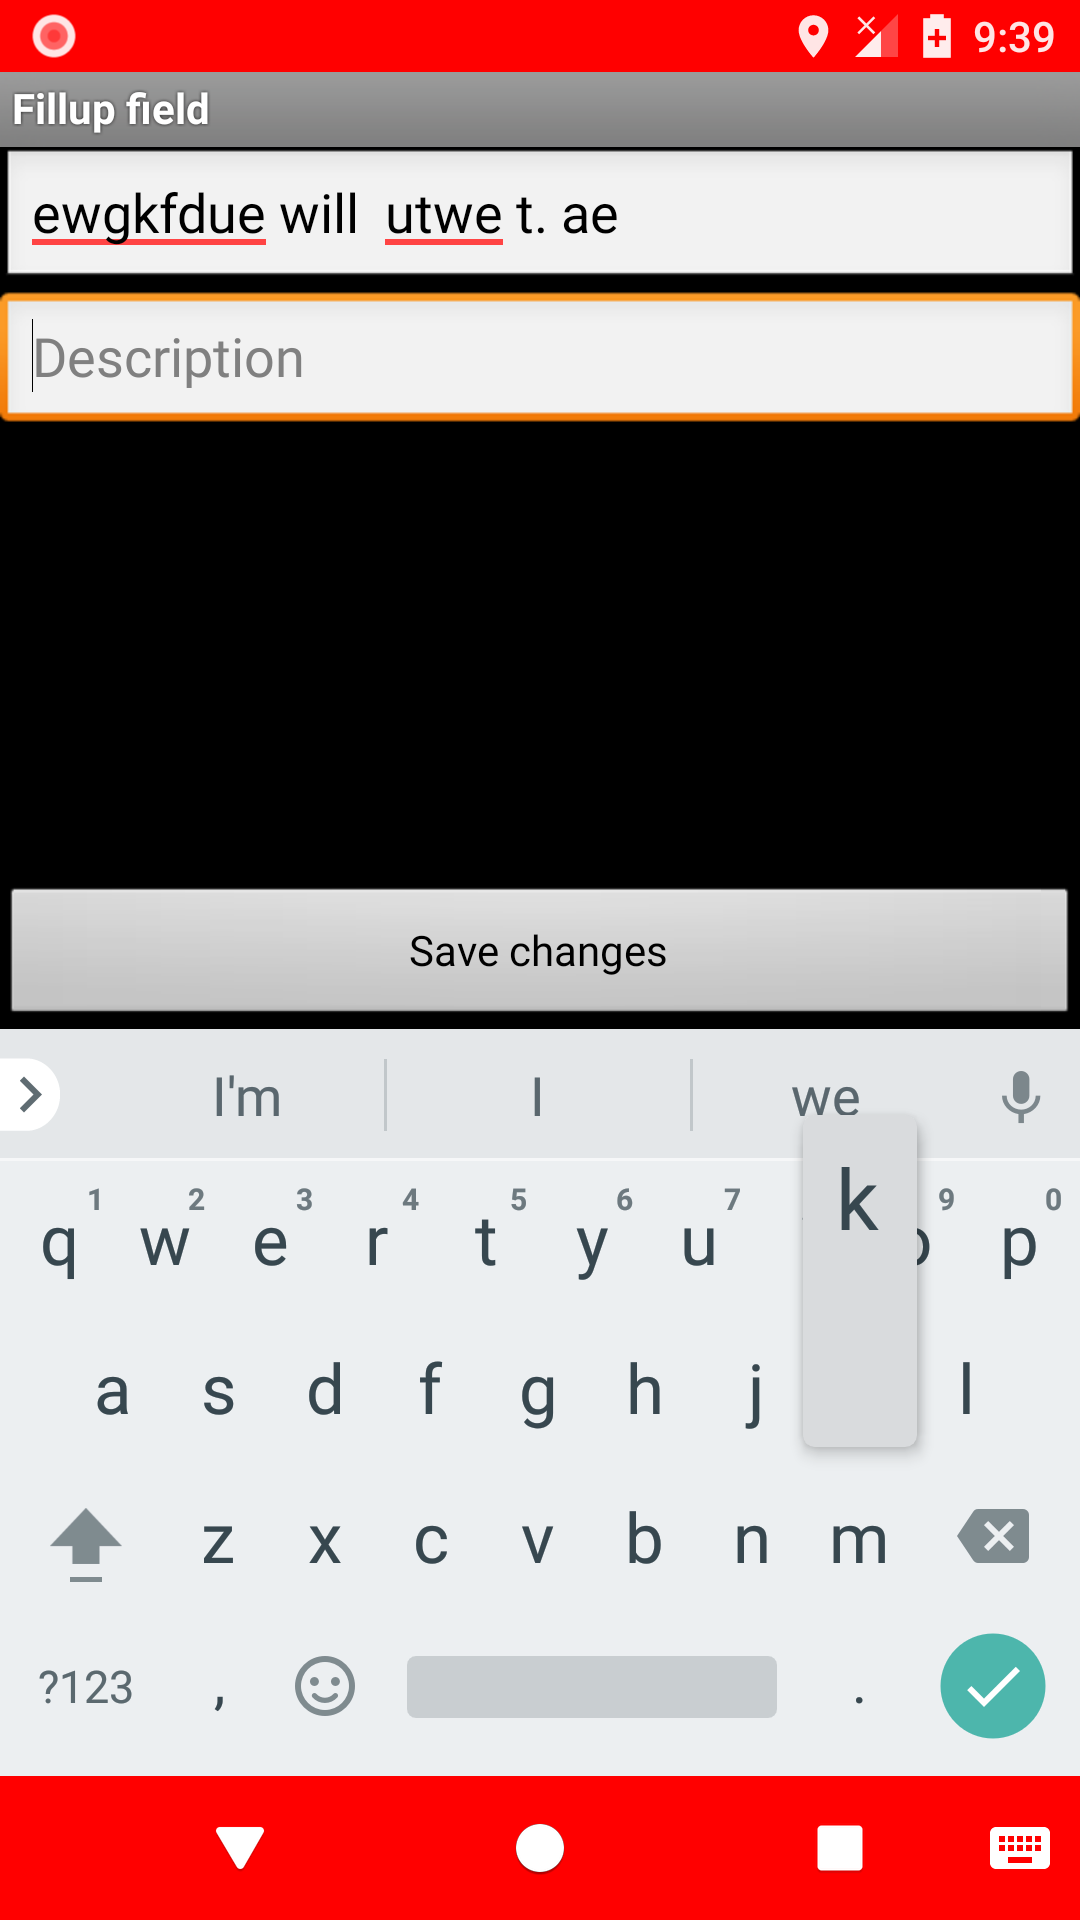 9:39
Fillup field
ewgkfdue will  utwe t. ae
Description
Save changes
I'm I we
k
1 2 3 4 5 6 7 9 0
q w e r t y u o p
a s d f g h j l
z x c v b n m
?123 , .